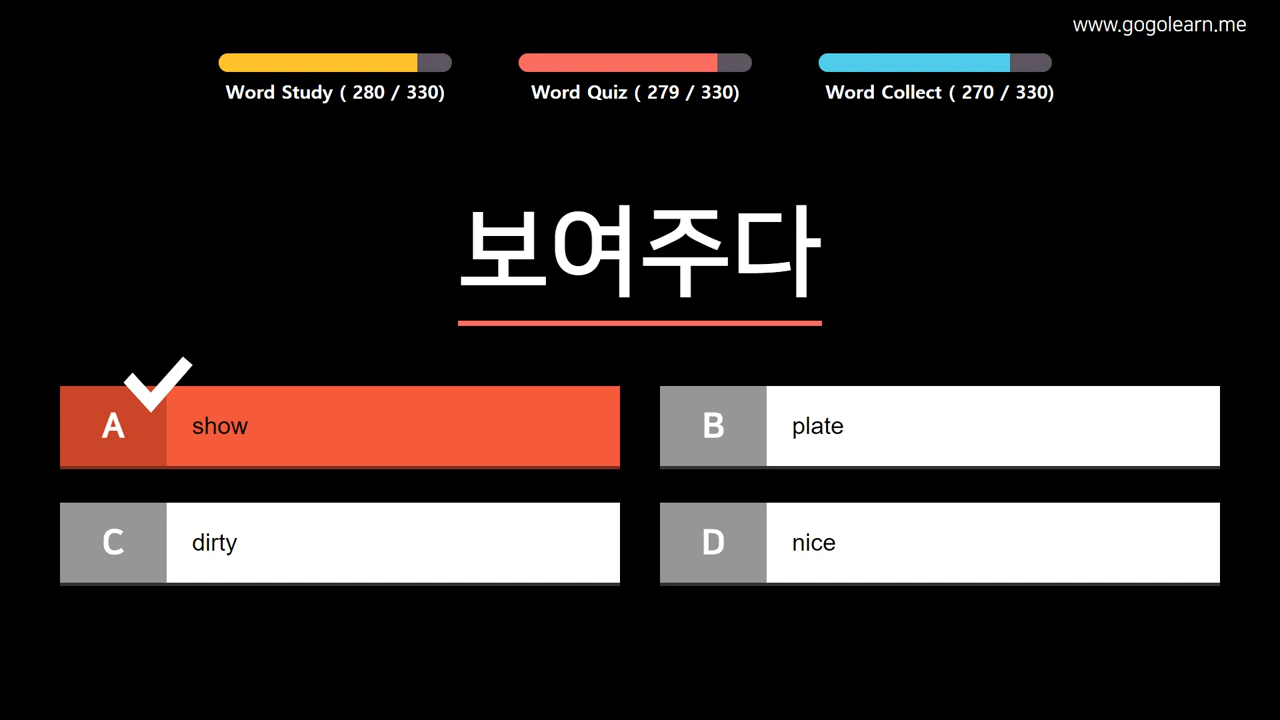 www.gogolearn.me
Word Study ( 280 / 330)
Word Quiz ( 279 / 330)
Word Collect ( 270 / 330)
보여주다
A show
B plate
C dirty
D nice